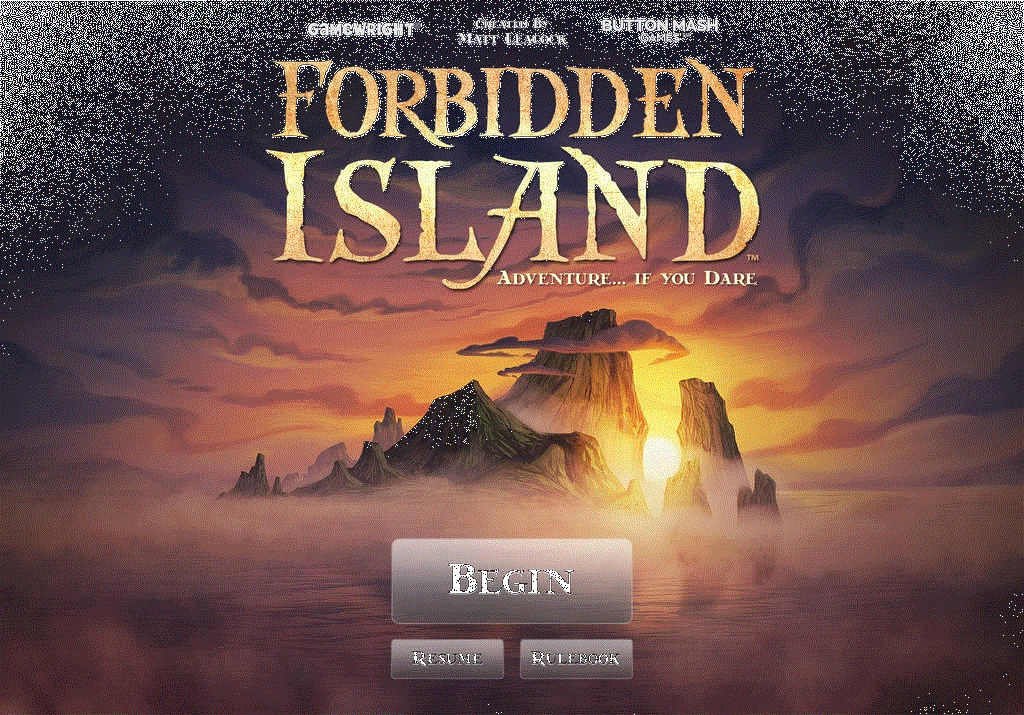 GAMEWRIGHT
CREATED BY
MATT LEACOCK
BUTTON MASH
GAMES
FORBIDDEN
ISLAND™
ADVENTURE... IF YOU DARE
BEGIN
RESUME
RULEBOOK